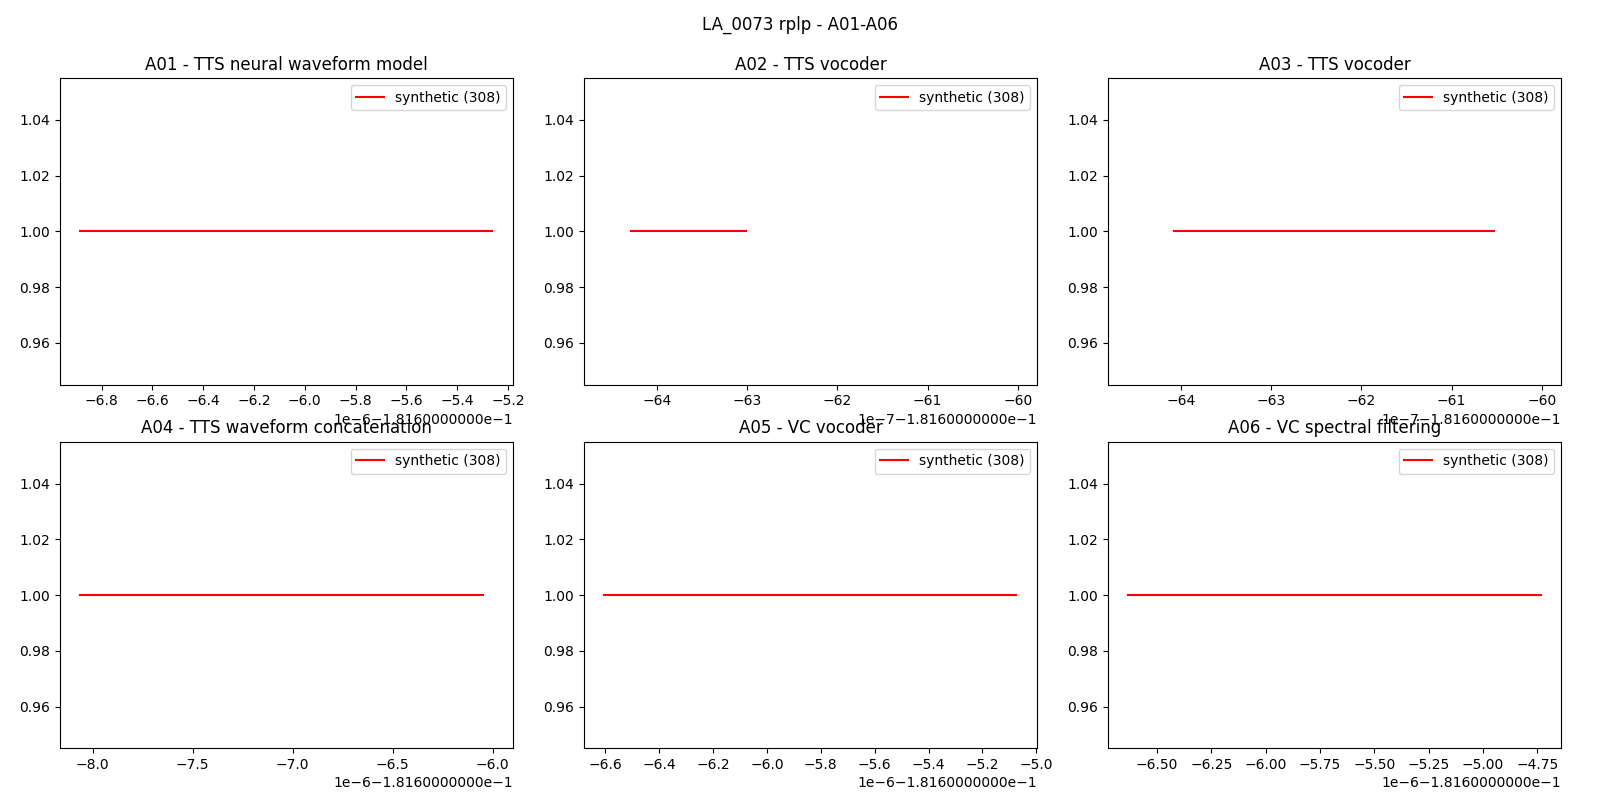 LA_0073 rplp - A01-A06
A01 - TTS neural waveform model
A02 - TTS vocoder
A03 - TTS vocoder
synthetic (308)
synthetic (308)
synthetic (308)
1.04
1.02
1.00
0.98
0.96
1.04
1.02
1.00
0.98
0.96
1.04
1.02
1.00
0.98
0.96
−6.8 −6.6 −6.4 −6.2 −6.0 −5.8 −5.6 −5.4 −5.2
1e−6−1.8160000000e−1
−64 −63 −62 −61 −60
1e−7−1.8160000000e−1
−64 −63 −62 −61 −60
1e−7−1.8160000000e−1
A04 - TTS waveform concatenation
A05 - VC vocoder
A06 - VC spectral filtering
synthetic (308)
synthetic (308)
synthetic (308)
1.04
1.02
1.00
0.98
0.96
1.04
1.02
1.00
0.98
0.96
1.04
1.02
1.00
0.98
0.96
−8.0 −7.5 −7.0 −6.5 −6.0
1e−6−1.8160000000e−1
−6.6 −6.4 −6.2 −6.0 −5.8 −5.6 −5.4 −5.2 −5.0
1e−6−1.8160000000e−1
−6.50 −6.25 −6.00 −5.75 −5.50 −5.25 −5.00 −4.75
1e−6−1.8160000000e−1